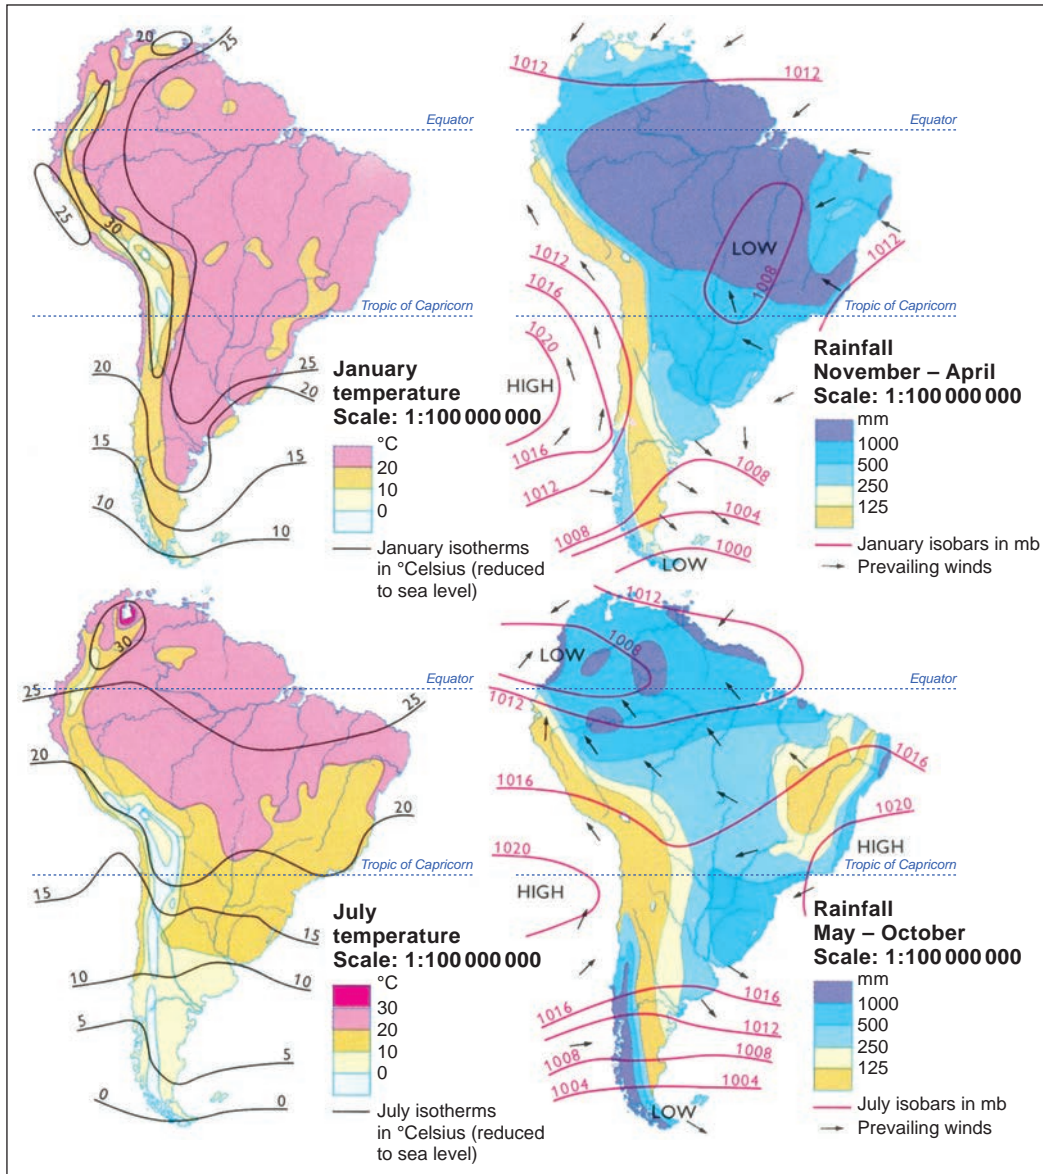 20
25
Equator
25
30
Tropic of Capricorn
20
25
20
15
15
10
10
January
temperature
Scale: 1:100 000 000
°C
20
10
0
January isotherms
in °Celsius (reduced
to sea level)
1012
1012
Equator
LOW
1008
1012
1012
1016
Tropic of Capricorn
1020
HIGH
1016
1012
1008
1008
1004
1000
LOW
Rainfall
November – April
Scale: 1:100 000 000
mm
1000
500
250
125
January isobars in mb
Prevailing winds
30
Equator
25
25
20
20
Tropic of Capricorn
15
15
10
10
5
5
0
0
July
temperature
Scale: 1:100 000 000
°C
30
20
10
0
July isotherms
in °Celsius (reduced
to sea level)
1012
1008
LOW
Equator
1012
1016
1016
1020
1020
HIGH
Tropic of Capricorn
HIGH
1016
1016
1012
1008
1008
1004
1004
LOW
Rainfall
May – October
Scale: 1:100 000 000
mm
1000
500
250
125
July isobars in mb
Prevailing winds